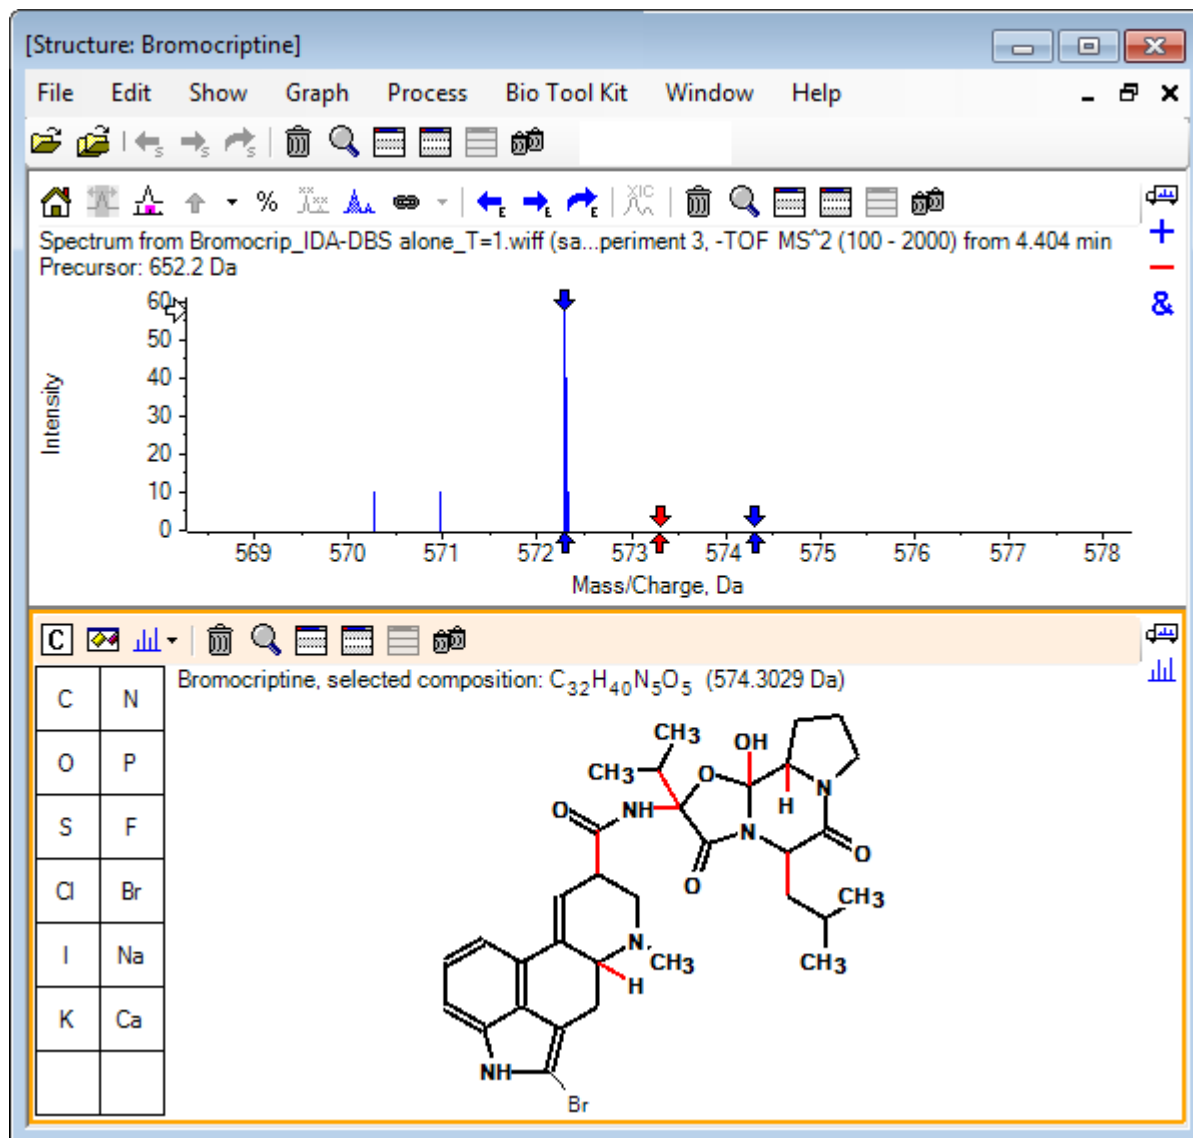 [Structure: Bromocriptine]
File Edit Show Graph Process Bio Tool Kit Window Help
S S S
% xx E E E XIC
Spectrum from Bromocrip_IDA-DBS alone_T=1.wiff (sa...periment 3, -TOF MS^2 (100 - 2000) from 4.404 min
Precursor: 652.2 Da
+
&
60
50
40
30
20
10
0
Intensity
569 570 571 572 573 574 575 576 577 578
Mass/Charge, Da
C
Bromocriptine, selected composition: C32H40N5O5 (574.3029 Da)
C N
O P
S F
Cl Br
I Na
K Ca
CH3
OH
CH3
O
O
NH
H
N
N
O
O
CH3
CH3
N
CH3
H
NH
Br